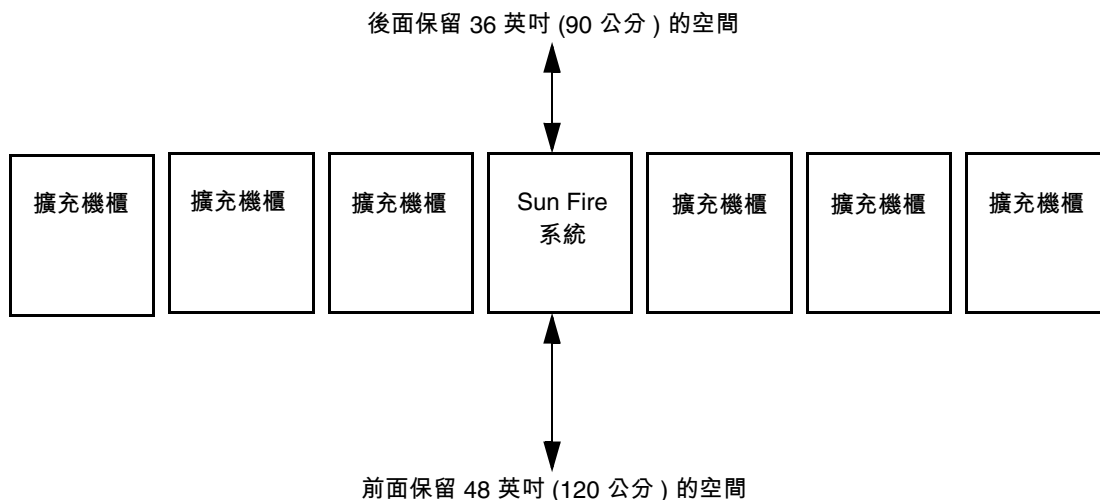 後面保留 36 英吋 (90 公分 ) 的空間
擴充機櫃
擴充機櫃
擴充機櫃
Sun Fire
系統
擴充機櫃
擴充機櫃
擴充機櫃
前面保留 48 英吋 (120 公分 ) 的空間